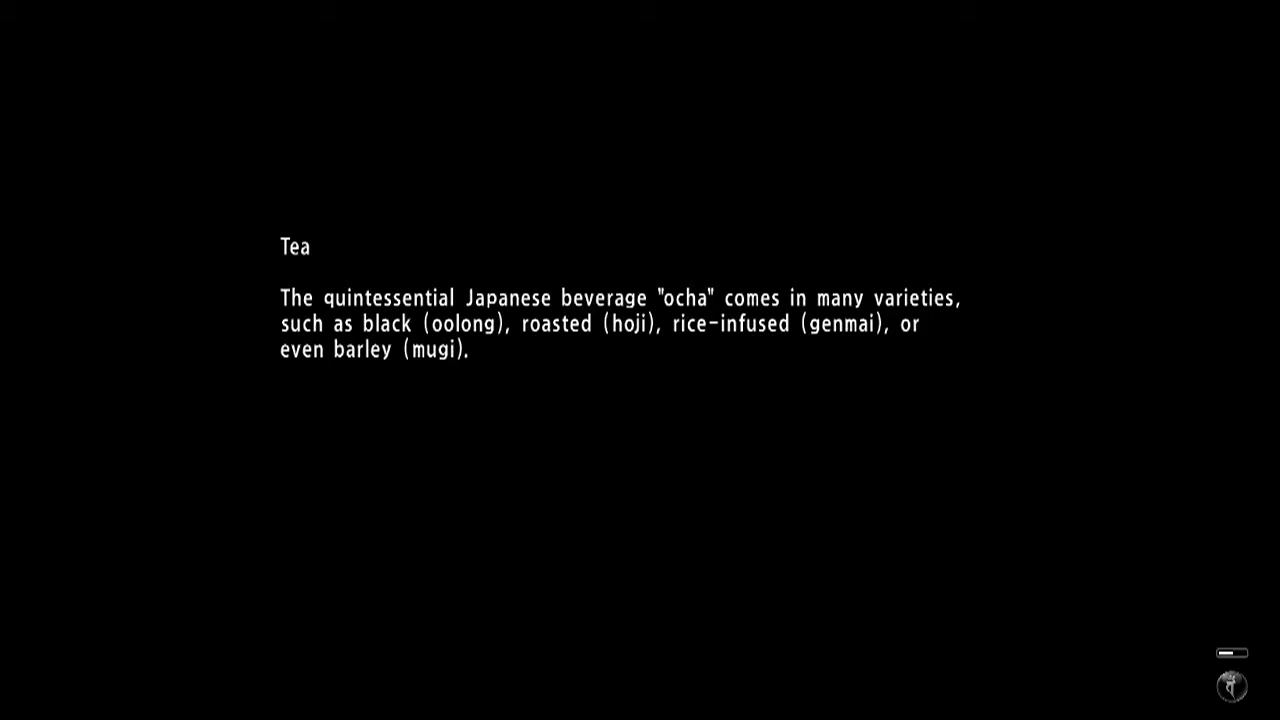 Tea
The quintessential Japanese beverage "ocha" comes in many varieties,
such as black (oolong), roasted (hoji), rice-infused (genmai), or
even barley (mugi).